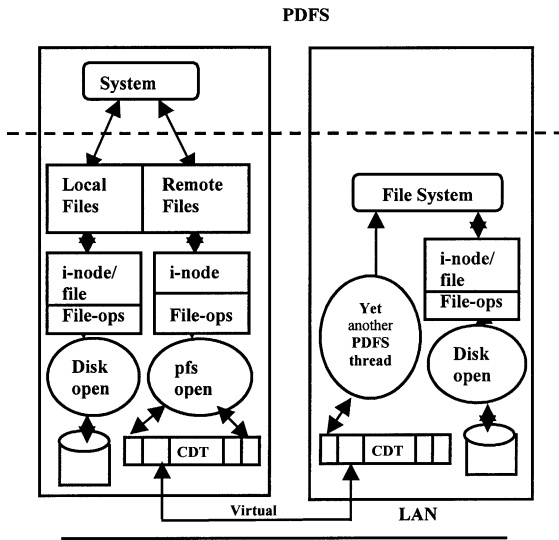 PDFS
System
Local
Files
Remote
Files
i-node/
file
File-ops
i-node
File-ops
Disk
open
pfs
open
CDT
File System
i-node/
file
File-ops
Yet
another
PDFS
thread
Disk
open
CDT
Virtual
LAN